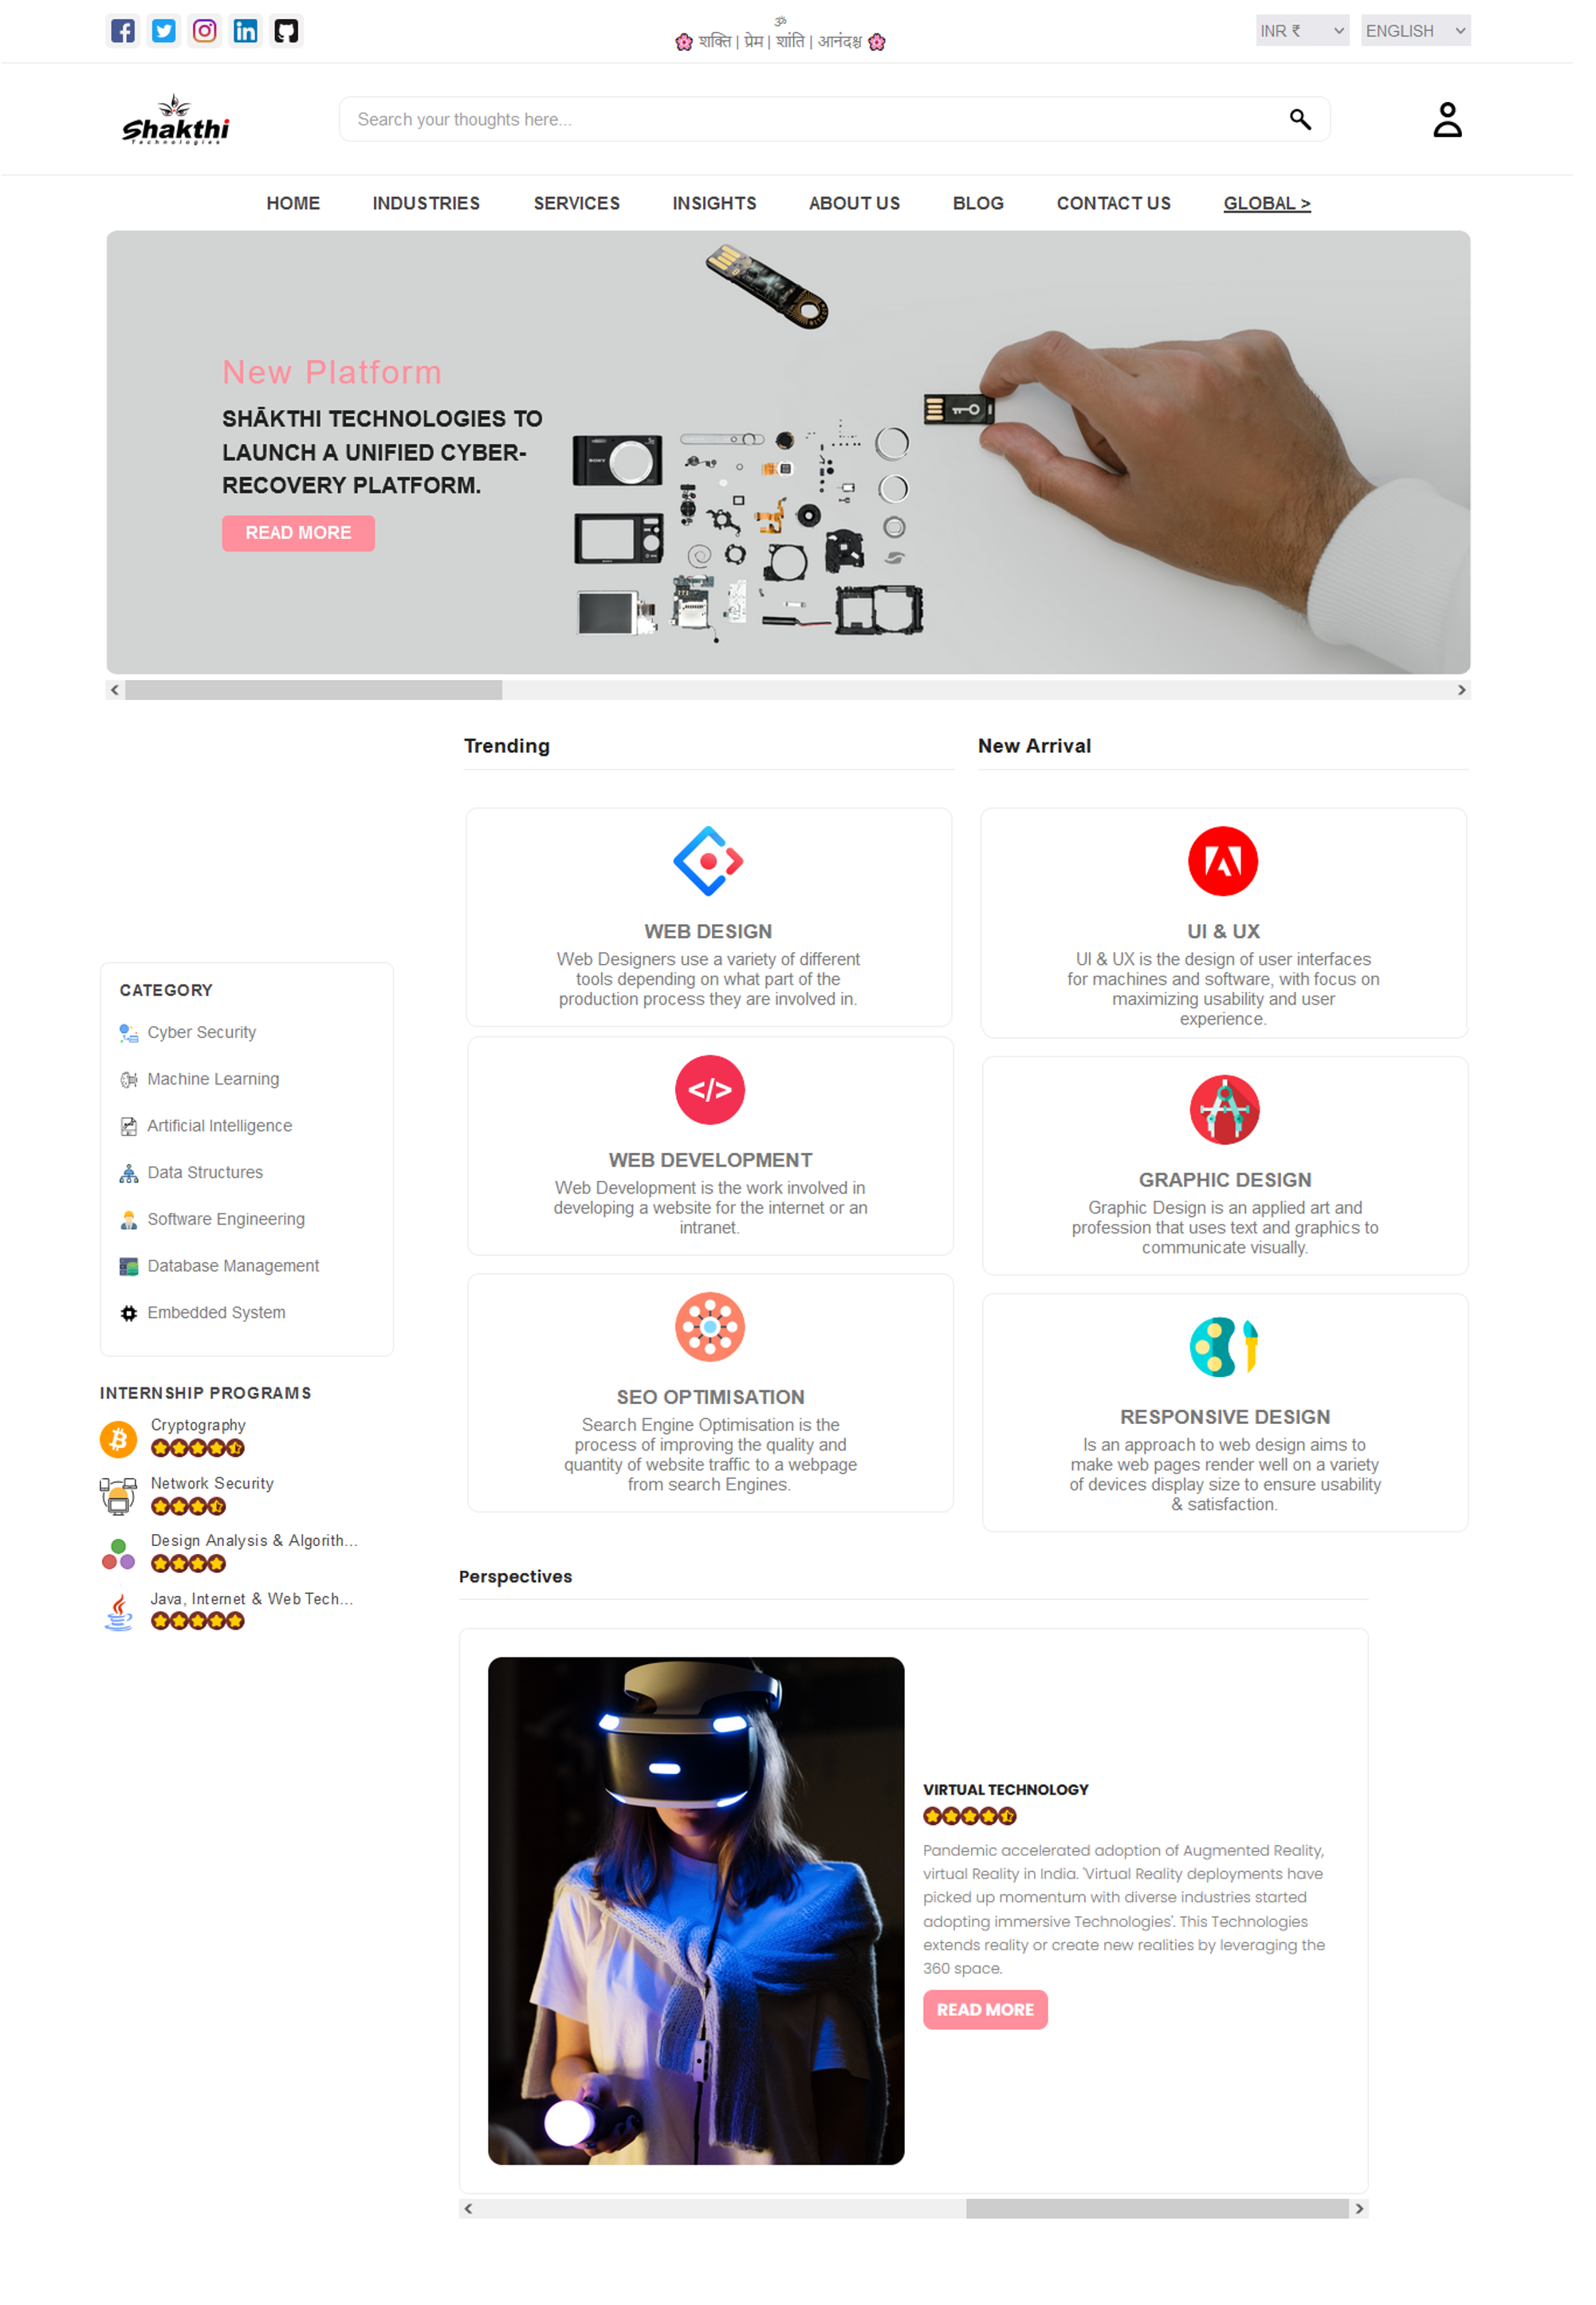 ॐ
🌸 शक्ति | प्रेम | शांति | आनंदश्च 🌸
INR ₹
ENGLISH
Shakthi
Technologies
Search your thoughts here...
HOME
INDUSTRIES
SERVICES
INSIGHTS
ABOUT US
BLOG
CONTACT US
GLOBAL >
New Platform
SHĀKTHI TECHNOLOGIES TO
LAUNCH A UNIFIED CYBER-
RECOVERY PLATFORM.
READ MORE
SONY
Trending
WEB DESIGN
Web Designers use a variety of different
tools depending on what part of the
production process they are involved in.
WEB DEVELOPMENT
Web Development is the work involved in
developing a website for the internet or an
intranet.
SEO OPTIMISATION
Search Engine Optimisation is the
process of improving the quality and
quantity of website traffic to a webpage
from search Engines.
New Arrival
UI & UX
UI & UX is the design of user interfaces
for machines and software, with focus on
maximizing usability and user
experience.
GRAPHIC DESIGN
Graphic Design is an applied art and
profession that uses text and graphics to
communicate visually.
RESPONSIVE DESIGN
Is an approach to web design aims to
make web pages render well on a variety
of devices display size to ensure usability
& satisfaction.
CATEGORY
Cyber Security
Machine Learning
Artificial Intelligence
Data Structures
Software Engineering
Database Management
Embedded System
INTERNSHIP PROGRAMS
Cryptography
Network Security
Design Analysis & Algorith...
Java, Internet & Web Tech...
Perspectives
VIRTUAL TECHNOLOGY
Pandemic accelerated adoption of Augmented Reality,
virtual Reality in India. 'Virtual Reality deployments have
picked up momentum with diverse industries started
adopting immersive Technologies'. This Technologies
extends reality or create new realities by leveraging the
360 space.
READ MORE